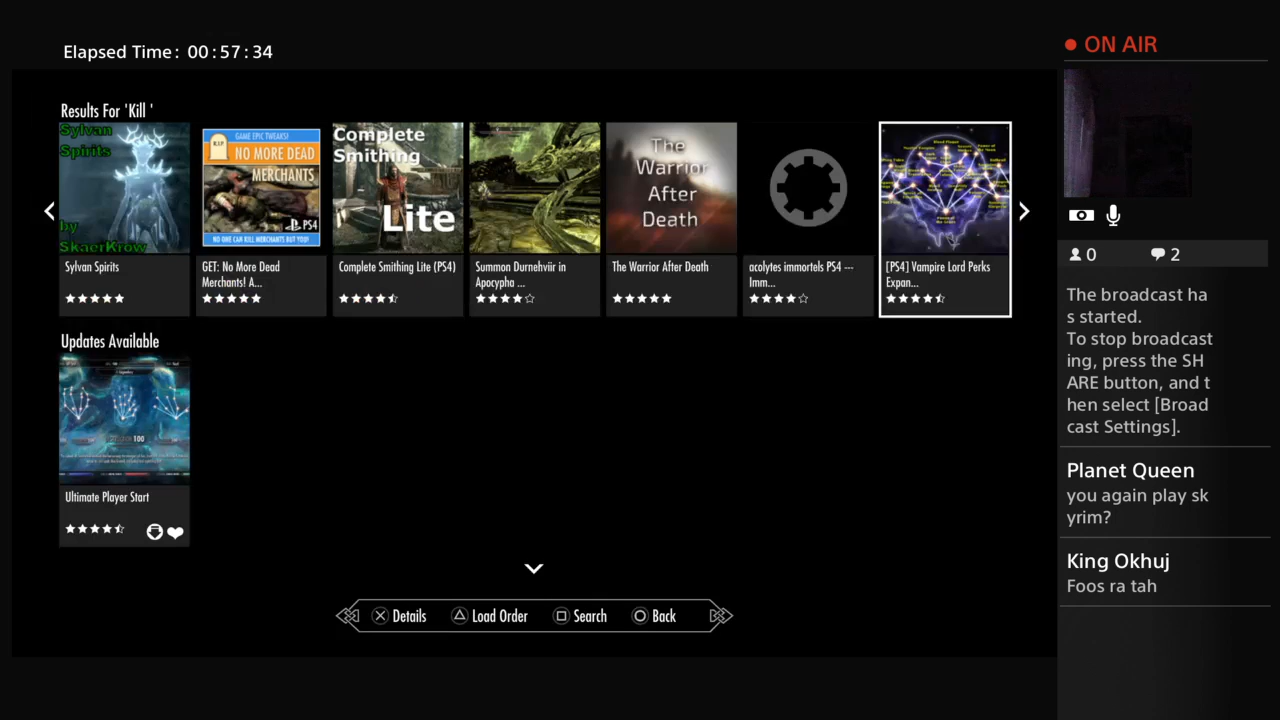 Elapsed Time: 00:57:34
ON AIR
Results For 'Kill '
Sylvan
Spirits
by
SkaerKrow
Sylvan Spirits
R.I.P.
GAME EPIC TWEAKS!
NO MORE DEAD
MERCHANTS
PS4
NO ONE CAN KILL MERCHANTS BUT YOU!
GET: No More Dead
Merchants! A...
Complete
Smithing
Lite
Complete Smithing Lite (PS4)
Summon Durnehviir in
Apocypha ...
The
Warrior
After
Death
The Warrior After Death
acolytes immortels PS4 ---
Imm...
[PS4] Vampire Lord Perks
Expan...
Updates Available
100
Ultimate Player Start
Details
Load Order
Search
Back
0
2
The broadcast ha
s started.
To stop broadcast
ing, press the SH
ARE button, and t
hen select [Broad
cast Settings].
Planet Queen
you again play sk
yrim?
King Okhuj
Foos ra tah